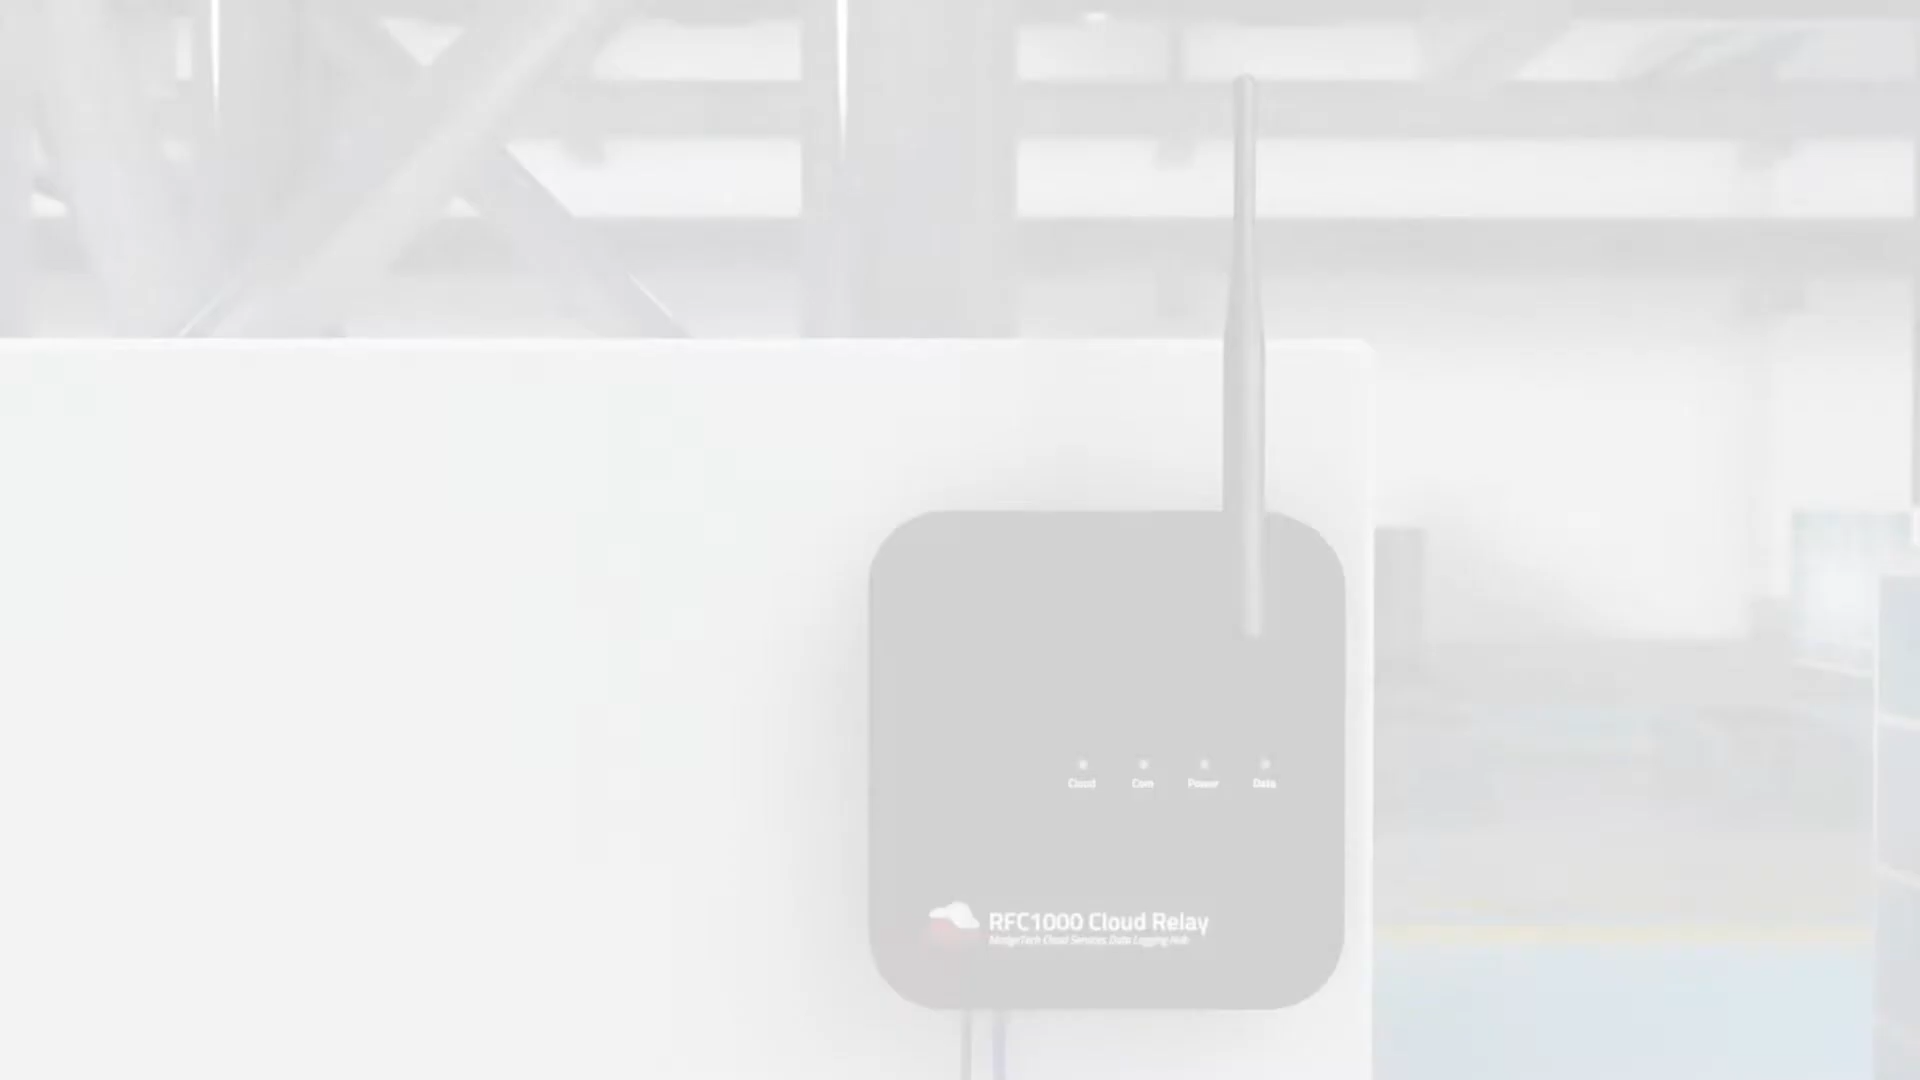 Cloud Com Power Data
RFC1000 Cloud Relay
MadgeTech Cloud Services Data Logging Hub